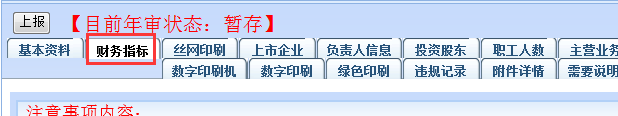 上报 【目前年审状态：暂存】
基本资料 财务指标 丝网印刷 上市企业 负责人信息 投资股东 职工人数 主营业务
数字印刷机 数字印刷 绿色印刷 违规记录 附件详情 需要说明
注意事项内容：